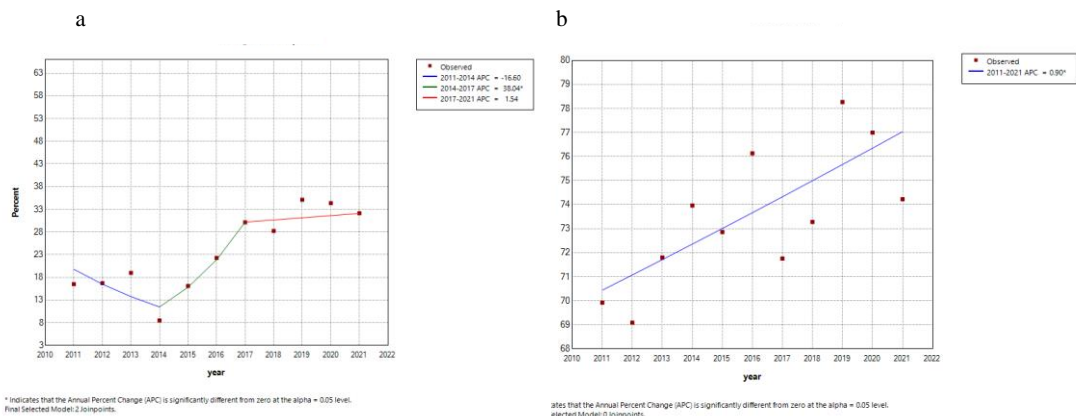 a
Percent
63
58
53
48
43
38
33
28
23
18
13
8
3
2010 2011 2012 2013 2014 2015 2016 2017 2018 2019 2020 2021 2022
year
Observed
2011-2014 APC = -16.60
2014-2017 APC = 38.04*
2017-2021 APC = 1.54
* Indicates that the Annual Percent Change (APC) is significantly different from zero at the alpha = 0.05 level.
Final Selected Model: 2 Joinpoints.
b
80
79
78
77
76
75
74
73
72
71
70
69
68
2010 2011 2012 2013 2014 2015 2016 2017 2018 2019 2020 2021 2022
year
Observed
2011-2021 APC = 0.90*
ates that the Annual Percent Change (APC) is significantly different from zero at the alpha = 0.05 level.
elected Model: 0 Joinpoints.